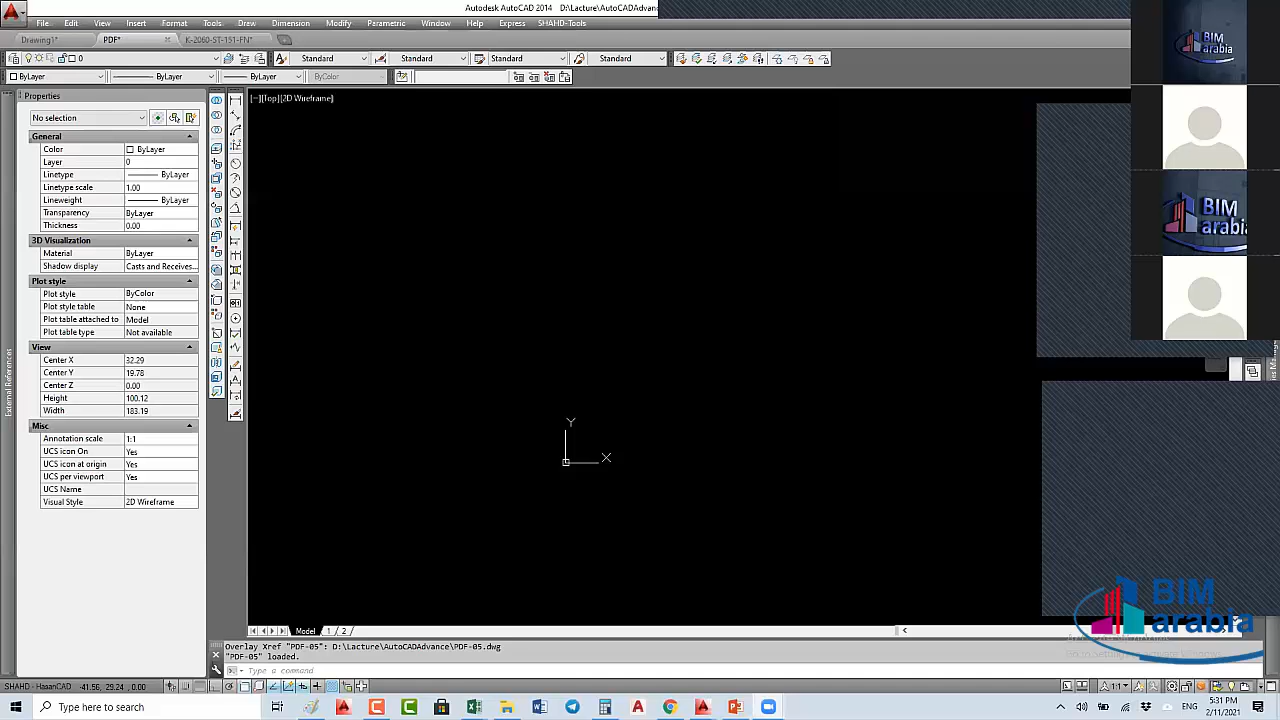 Autodesk AutoCAD 2014 D:\Lacture\AutoCADAdvance
File Edit View Insert Format Tools Draw Dimension Modify Parametric Window Help Express SHAHD-Tools
Drawing1* PDF* K-2060-ST-151-FN*
0 Standard Standard Standard Standard
ByLayer ByLayer ByLayer ByColor
Properties
[−][Top][2D Wireframe]
No selection
General
Color ByLayer
Layer 0
Linetype ByLayer
Linetype scale 1.00
Lineweight ByLayer
Transparency ByLayer
Thickness 0.00
3D Visualization
Material ByLayer
Shadow display Casts and Receives...
Plot style
Plot style ByColor
Plot style table None
Plot table attached to Model
Plot table type Not available
View
Center X 32.29
Center Y 19.78
Center Z 0.00
Height 100.12
Width 183.19
Misc
Annotation scale 1:1
UCS icon On Yes
UCS icon at origin Yes
UCS per viewport Yes
UCS Name
Visual Style 2D Wireframe
External References
Y
X
BIM
arabia
BIM
arabia
BIM
arabia
Model 1 2
Overlay Xref "PDF-05": D:\Lacture\AutoCADAdvance\PDF-05.dwg
"PDF-05" loaded.
Type a command
SHAHD - HasanCAD -41.56, 29.24, 0.00
1:1
Type here to search
5:31 PM
2/11/2021